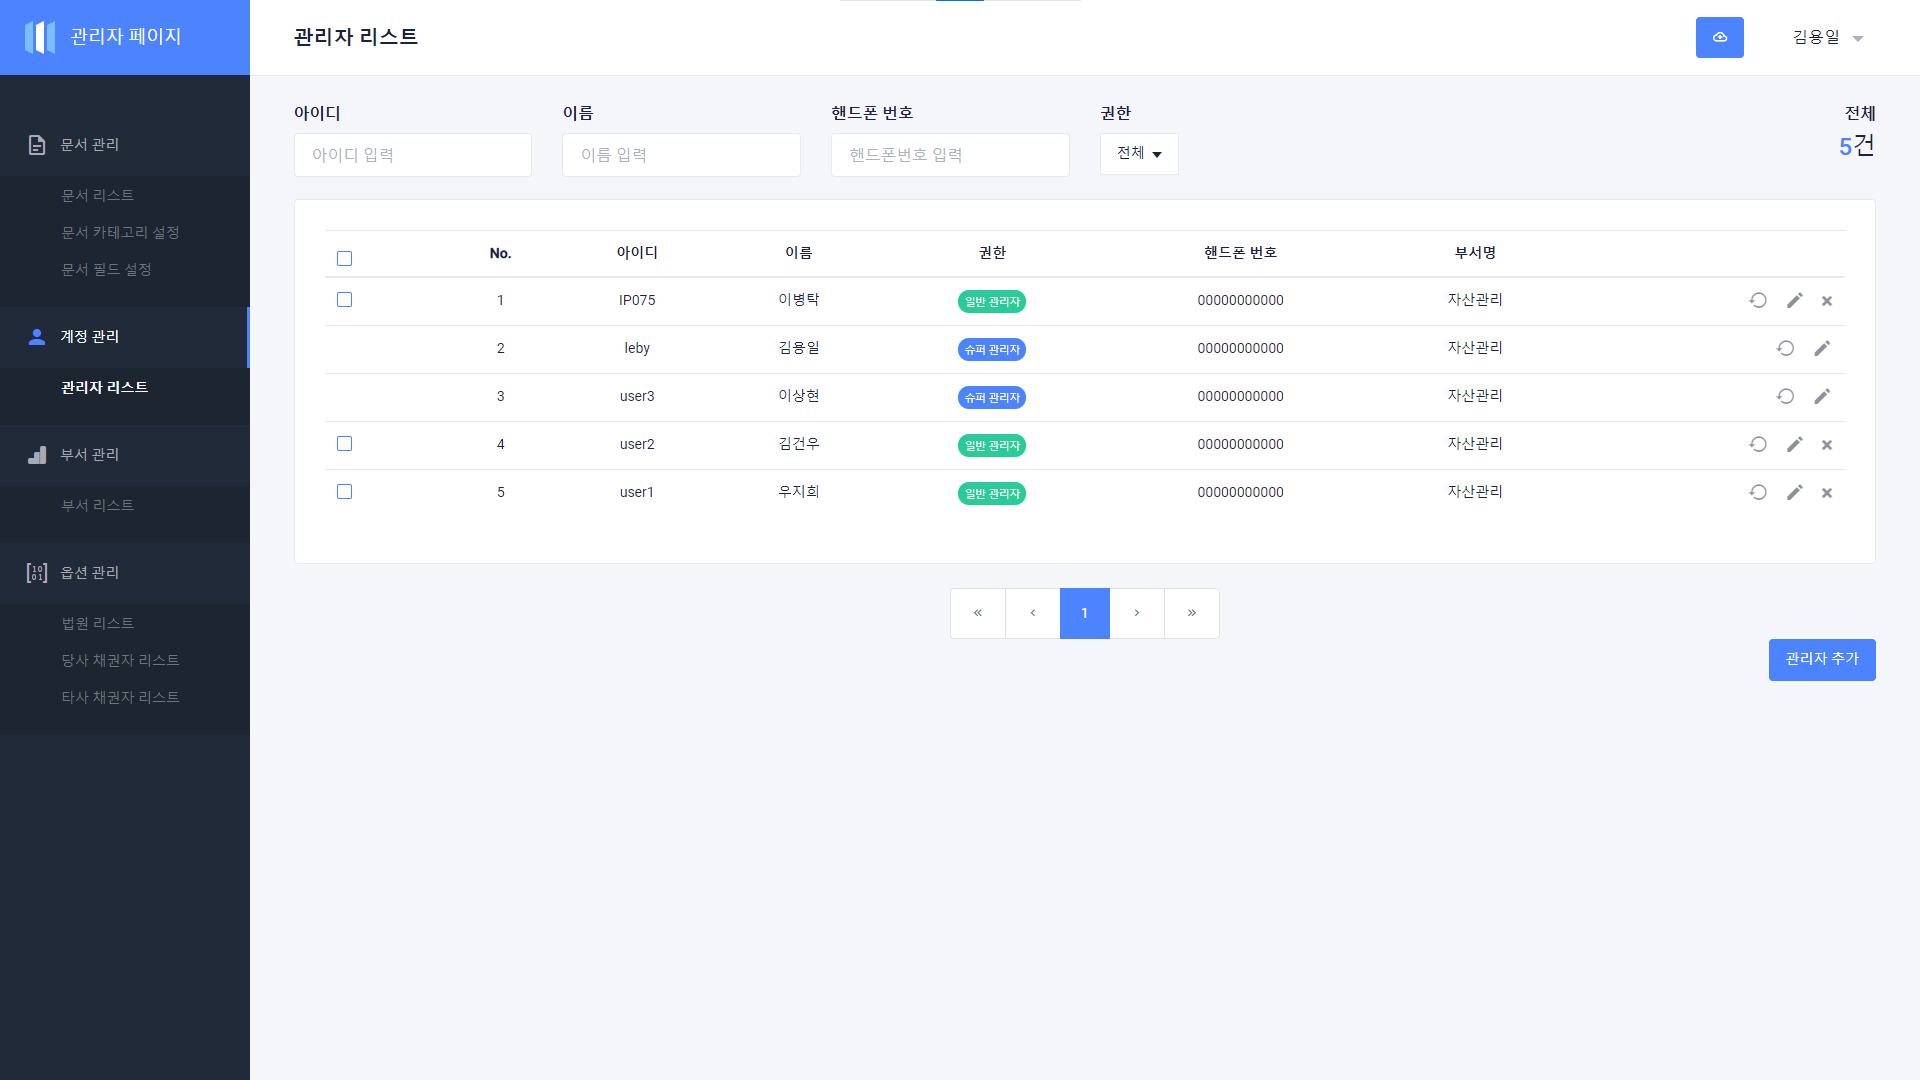 관리자 페이지
관리자 리스트
김용일
문서 관리
문서 리스트
문서 카테고리 설정
문서 필드 설정
계정 관리
관리자 리스트
부서 관리
부서 리스트
옵션 관리
법원 리스트
당사 채권자 리스트
타사 채권자 리스트
아이디 이름 핸드폰 번호 권한 전체
아이디 입력 이름 입력 핸드폰번호 입력 전체 5건
No. 아이디 이름 권한 핸드폰 번호 부서명
1 IP075 이병탁 일반 관리자 00000000000 자산관리
2 leby 김용일 슈퍼 관리자 00000000000 자산관리
3 user3 이상현 슈퍼 관리자 00000000000 자산관리
4 user2 김건우 일반 관리자 00000000000 자산관리
5 user1 우지희 일반 관리자 00000000000 자산관리
« ‹ 1 › »
관리자 추가